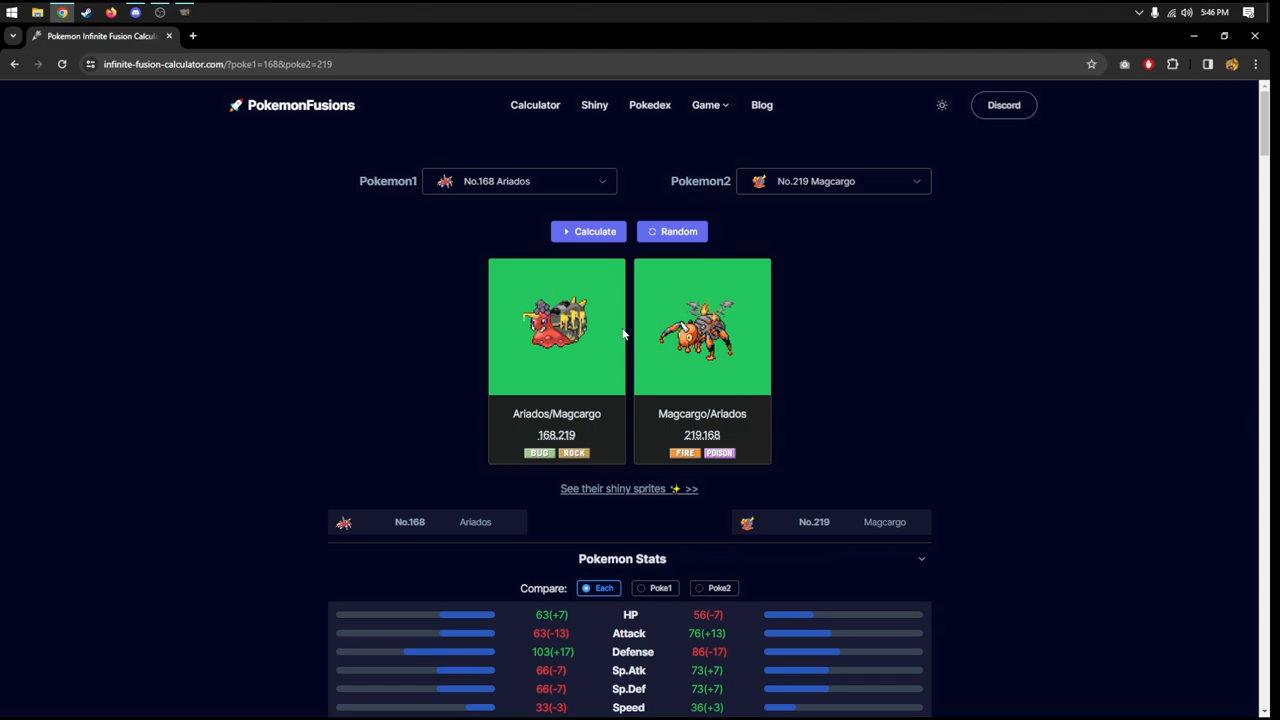 5:46 PM
Pokemon Infinite Fusion Calcul
infinite-fusion-calculator.com/?poke1=168&poke2=219
PokemonFusions
Calculator Shiny Pokedex Game Blog
Discord
Pokemon1 No.168 Ariados
Pokemon2 No.219 Magcargo
Calculate Random
Ariados/Magcargo
168.219
BUG ROCK
Magcargo/Ariados
219.168
FIRE POISON
See their shiny sprites ✨ >>
No.168 Ariados
No.219 Magcargo
Pokemon Stats
Compare: Each Poke1 Poke2
63(+7) HP 56(-7)
63(-13) Attack 76(+13)
103(+17) Defense 86(-17)
66(-7) Sp.Atk 73(+7)
66(-7) Sp.Def 73(+7)
33(-3) Speed 36(+3)